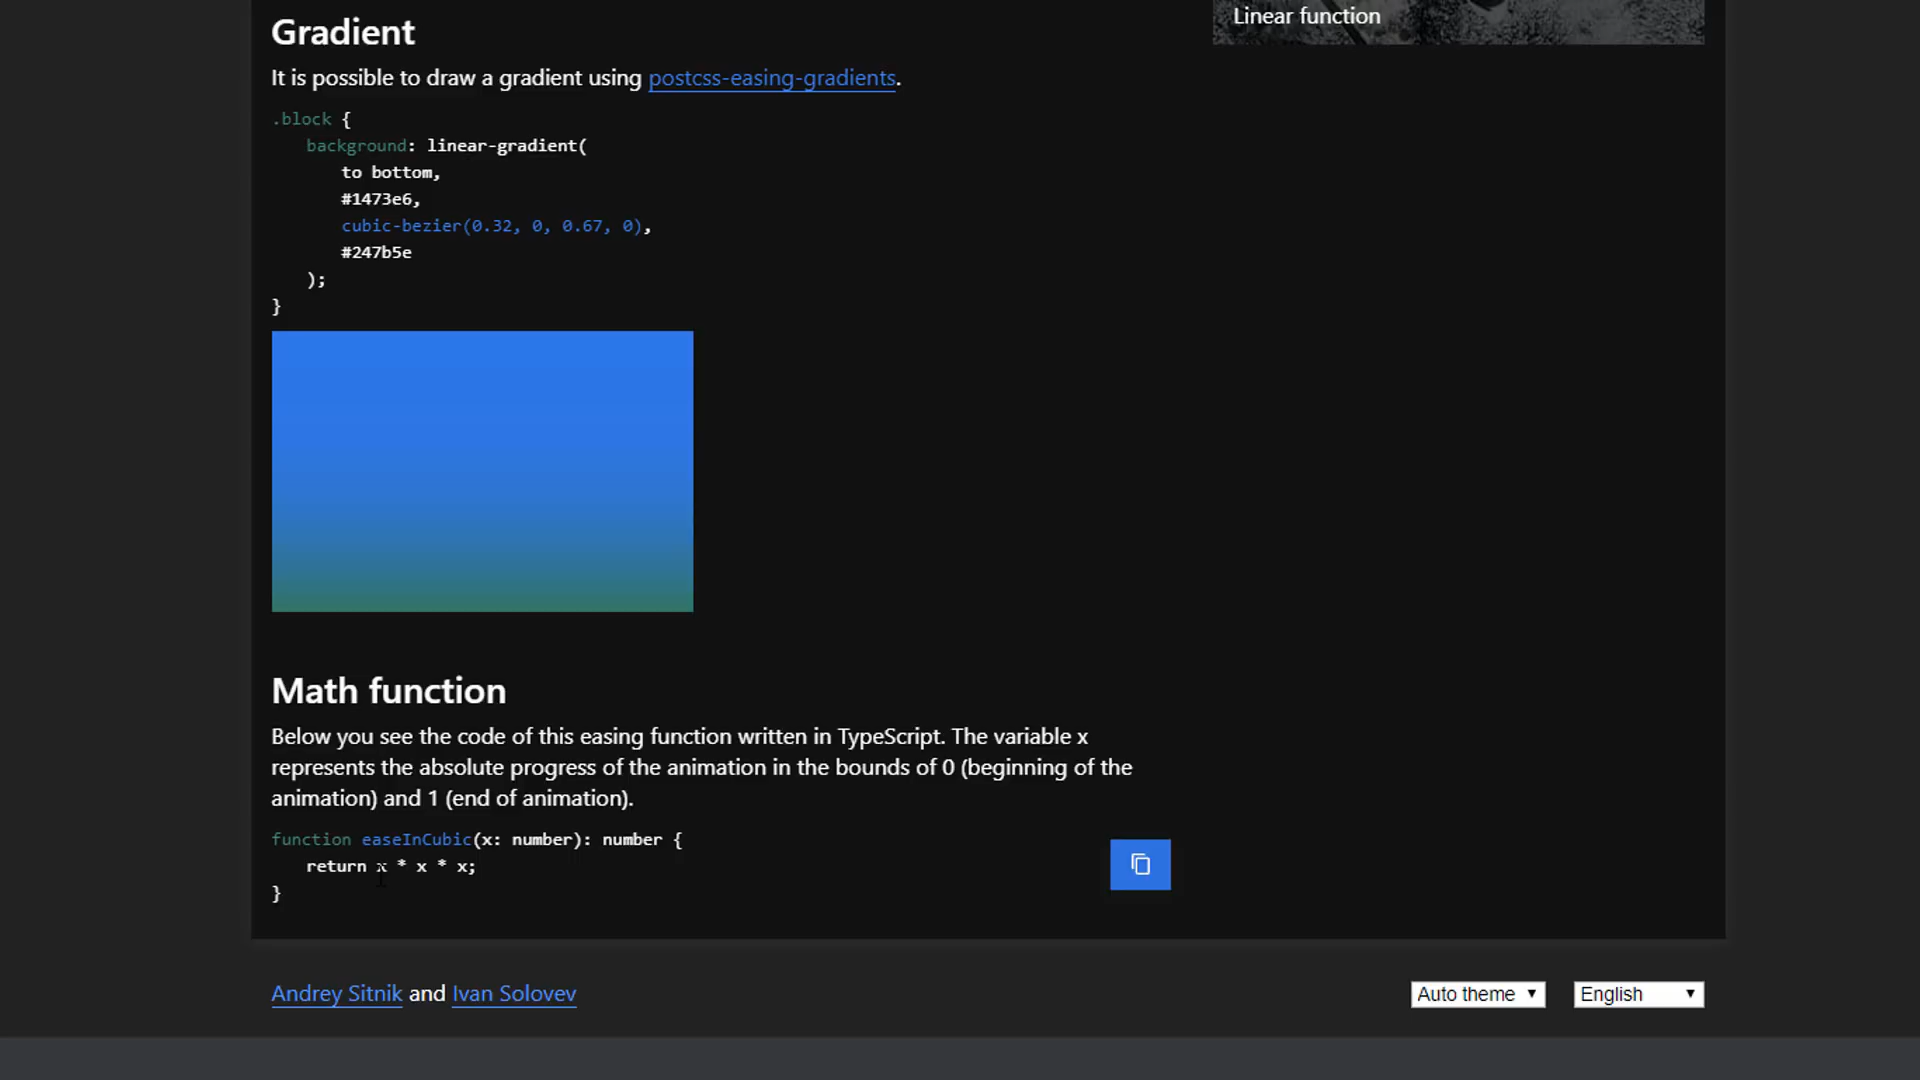 Linear function
Gradient
It is possible to draw a gradient using postcss-easing-gradients.
.block {
background: linear-gradient(
to bottom,
#1473e6,
cubic-bezier(0.32, 0, 0.67, 0),
#247b5e
);
}
Math function
Below you see the code of this easing function written in TypeScript. The variable x
represents the absolute progress of the animation in the bounds of 0 (beginning of the
animation) and 1 (end of animation).
function easeInCubic(x: number): number {
return x * x * x;
}
Andrey Sitnik and Ivan Solovev
Auto theme
English